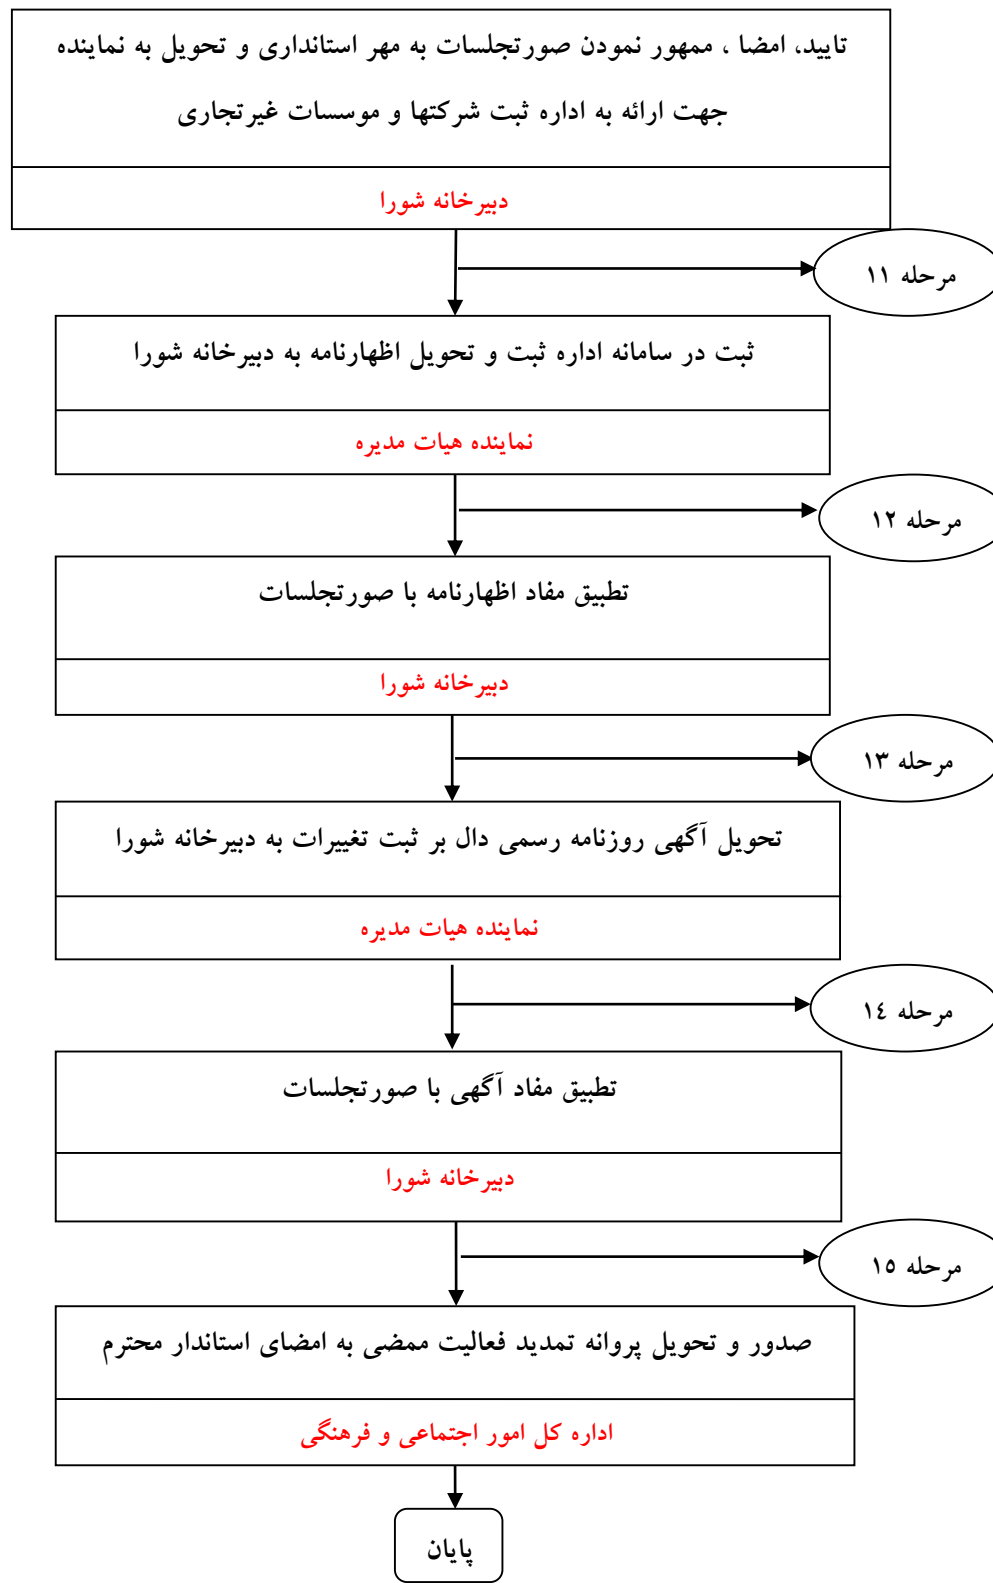 تایید، امضا ، ممهور نمودن صورتجلسات به مهر استانداری و تحویل به نماینده
جهت ارائه به اداره ثبت شرکتها و موسسات غیرتجاری
دبیرخانه شورا
مرحله ۱۱
ثبت در سامانه اداره ثبت و تحویل اظهارنامه به دبیرخانه شورا
نماینده هیات مدیره
مرحله ۱۲
تطبیق مفاد اظهارنامه با صورتجلسات
دبیرخانه شورا
مرحله ۱۳
تحویل آگهی روزنامه رسمی دال بر ثبت تغییرات به دبیرخانه شورا
نماینده هیات مدیره
مرحله ١٤
تطبیق مفاد آگهی با صورتجلسات
دبیرخانه شورا
مرحله ١٥
صدور و تحویل پروانه تمدید فعالیت ممضی به امضای استاندار محترم
اداره کل امور اجتماعی و فرهنگی
پایان